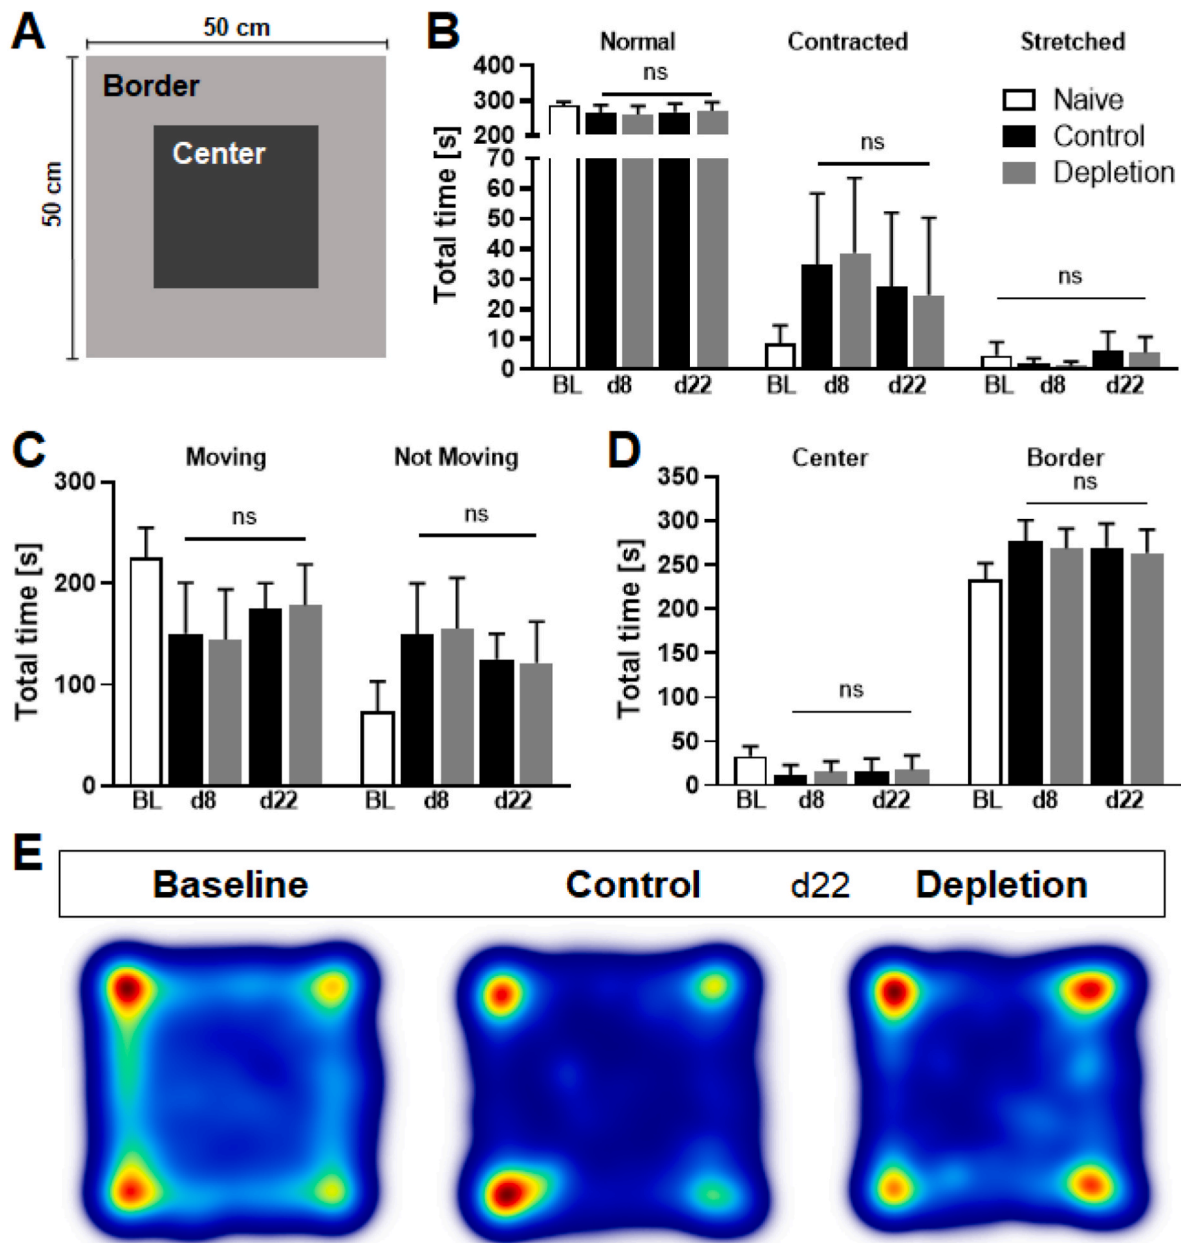 A
50 cm
50 cm
Border
Center
B
Normal
Contracted
Stretched
Total time [s]
400
300
200
70
60
50
40
30
20
10
0
ns
ns
ns
Naive
Control
Depletion
BL d8 d22
BL d8 d22
BL d8 d22
C
Moving
Not Moving
Total time [s]
300
200
100
0
ns
ns
BL d8 d22
BL d8 d22
D
Center
Border
Total time [s]
350
300
250
200
150
100
50
0
ns
ns
BL d8 d22
BL d8 d22
E
Baseline Control d22 Depletion